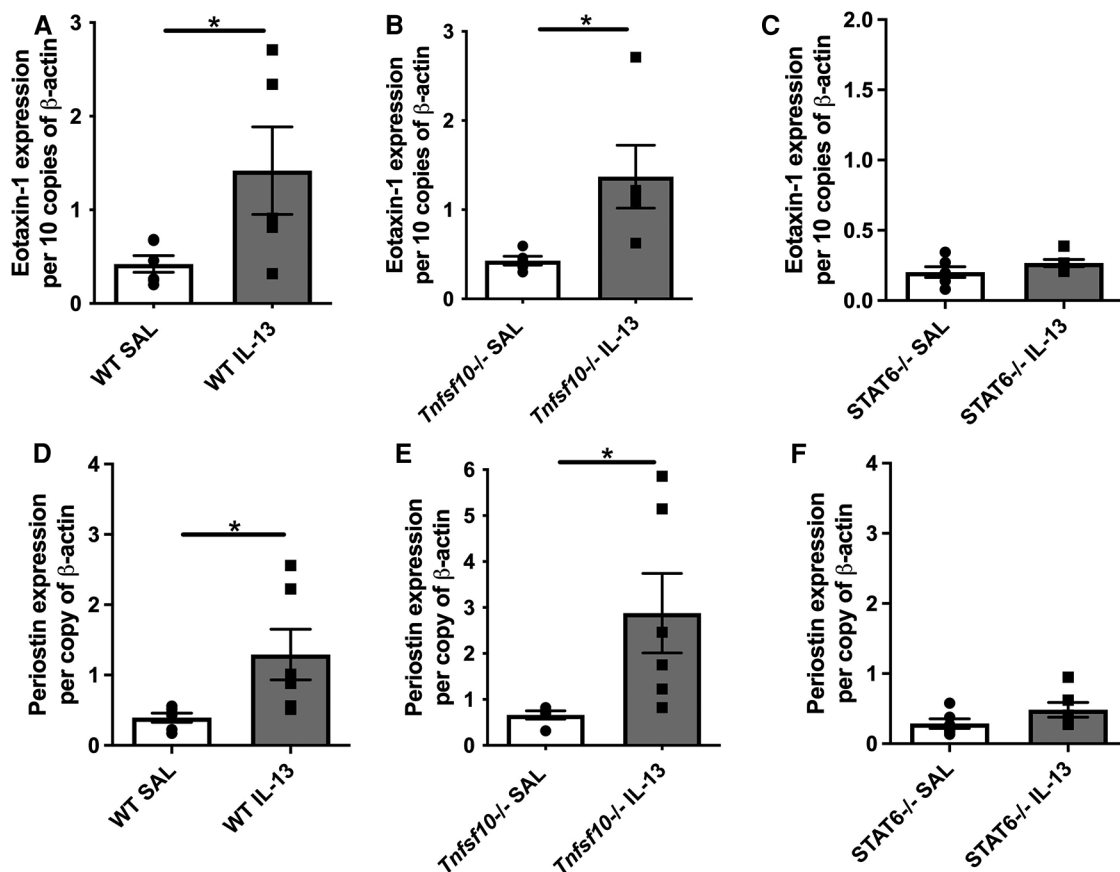 A
Eotaxin-1 expression
per 10 copies of β-actin
3
2
1
0
*
WT SAL
WT IL-13
B
Eotaxin-1 expression
per 10 copies of β-actin
3
2
1
0
*
Tnfsf10-/- SAL
Tnfsf10-/- IL-13
C
Eotaxin-1 expression
per 10 copies of β-actin
2.0
1.5
1.0
0.5
0.0
STAT6-/- SAL
STAT6-/- IL-13
D
Periostin expression
per copy of β-actin
4
3
2
1
0
*
WT SAL
WT IL-13
E
Periostin expression
per copy of β-actin
6
5
4
3
2
1
0
*
Tnfsf10-/- SAL
Tnfsf10-/- IL-13
F
Periostin expression
per copy of β-actin
4
3
2
1
0
STAT6-/- SAL
STAT6-/- IL-13